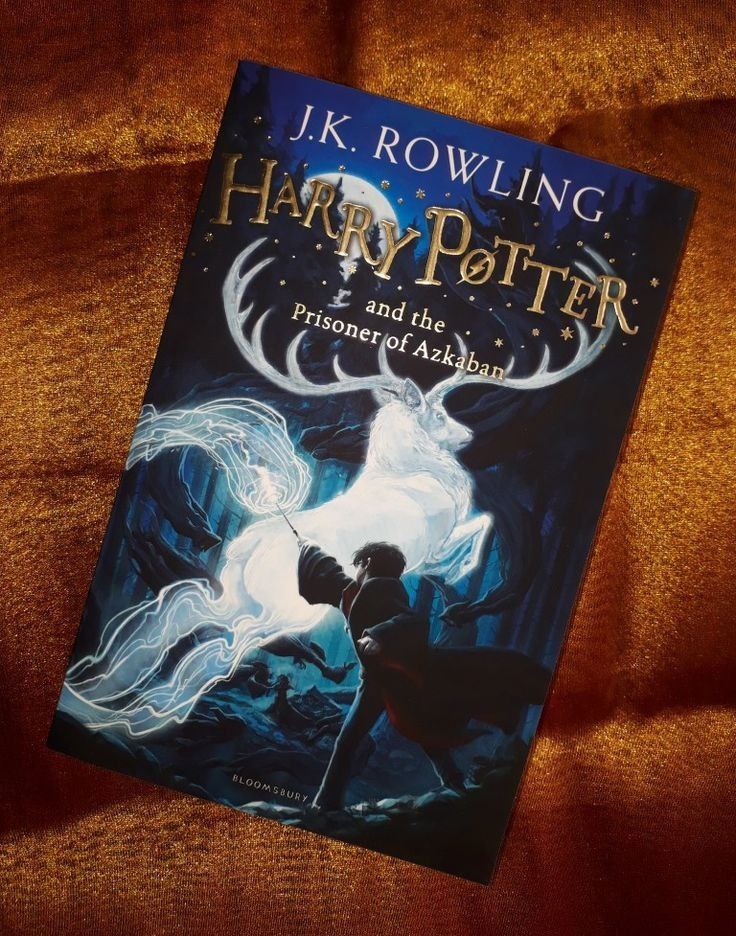 J.K. ROWLING
HARRY POTTER
and the
Prisoner of Azkaban
BLOOMSBURY